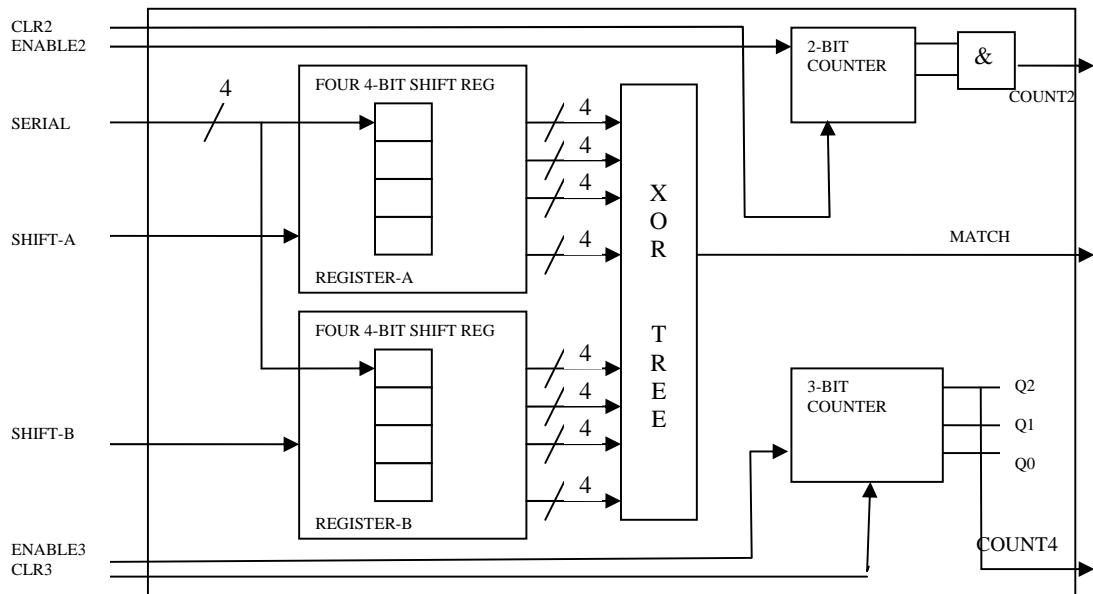 CLR2
ENABLE2
2-BIT
COUNTER
&
COUNT2
FOUR 4-BIT SHIFT REG
4
SERIAL
4
4
4
4
SHIFT-A
REGISTER-A
X
O
R
T
R
E
E
MATCH
FOUR 4-BIT SHIFT REG
4
4
4
4
SHIFT-B
REGISTER-B
3-BIT
COUNTER
Q2
Q1
Q0
ENABLE3
CLR3
COUNT4